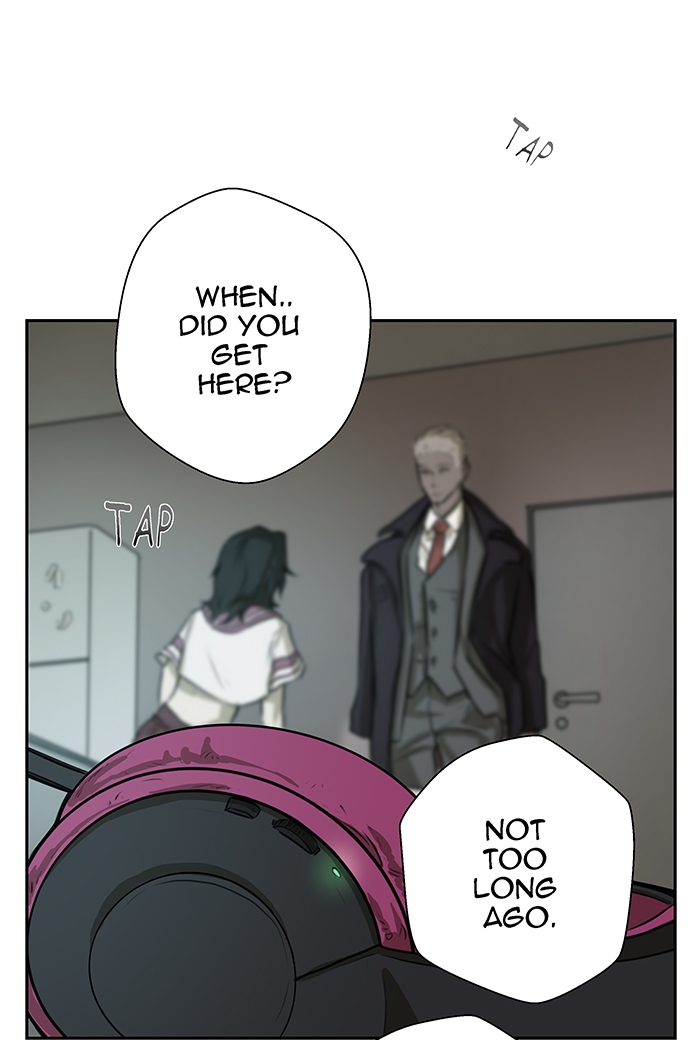 TAP
WHEN..
DID YOU
GET
HERE?
TAP
NOT
TOO
LONG
AGO.